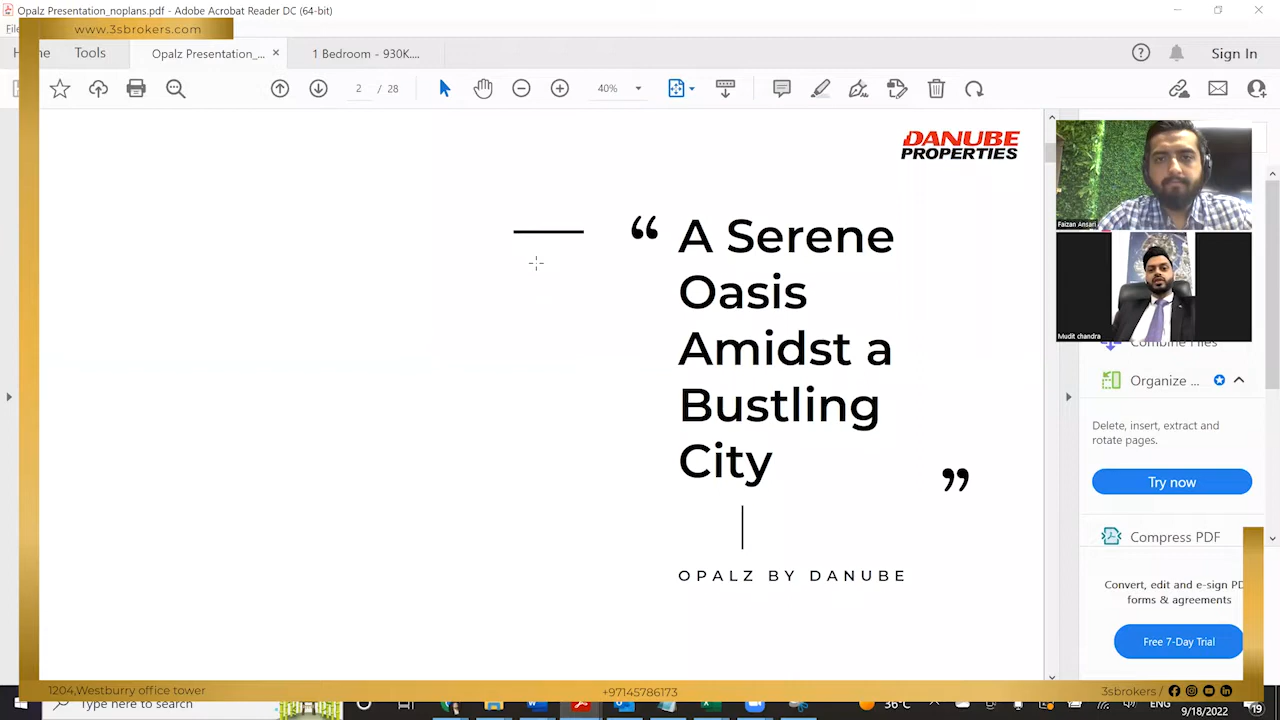 Opalz Presentation_noplans.pdf - Adobe Acrobat Reader DC (64-bit)
www.3sbrokers.com
Tools
Opalz Presentation_... ×
1 Bedroom - 930K....
Sign In
2 / 28
40%
DANUBE
PROPERTIES
“ A Serene
Oasis
Amidst a
Bustling
City ”
OPALZ BY DANUBE
Faizan Ansari
Mudit chandra
Combine Files
Organize ...
Delete, insert, extract and
rotate pages.
Try now
Compress PDF
Convert, edit and e-sign PD
forms & agreements
Free 7-Day Trial
1204,Westburry office tower
+97145786173
3sbrokers /
Type here to search
36°C
ENG
9/18/2022
19